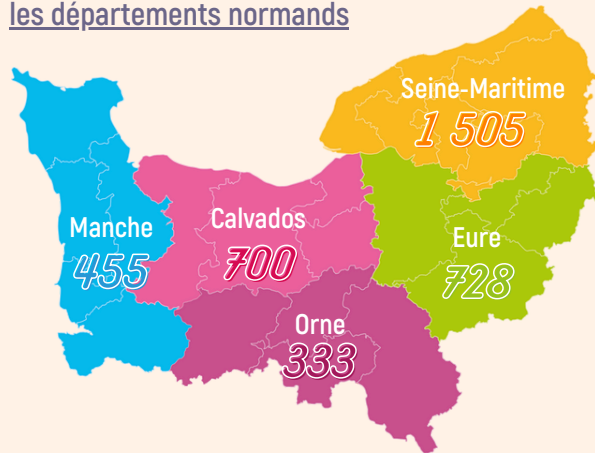 les départements normands
Seine-Maritime
1 505
Manche
455
Calvados
700
Eure
728
Orne
333